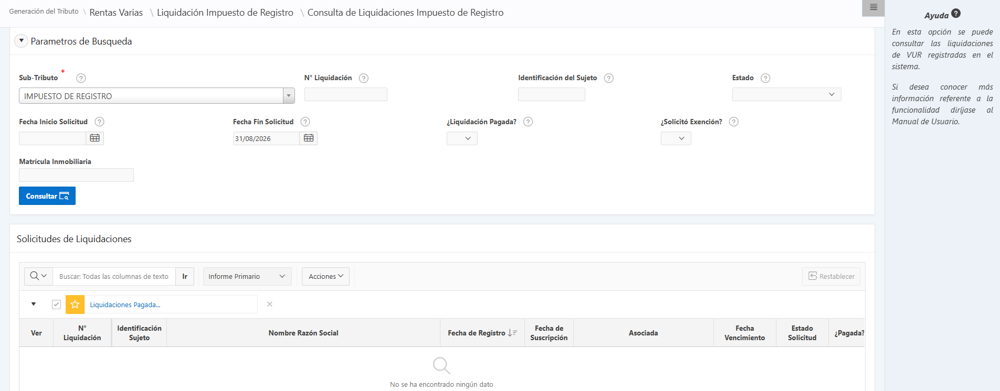 Generación del Tributo \ Rentas Varias \ Liquidación Impuesto de Registro \ Consulta de Liquidaciones Impuesto de Registro
Parametros de Busqueda
Sub-Tributo * ?
N° Liquidación ?
Identificación del Sujeto ?
Estado ?
IMPUESTO DE REGISTRO
Fecha Inicio Solicitud ?
Fecha Fin Solicitud ?
¿Liquidación Pagada? ?
¿Solicitó Exención? ?
31/08/2026
Matrícula Inmobiliaria
Consultar
Solicitudes de Liquidaciones
Buscar: Todas las columnas de texto
Ir
Informe Primario
Acciones
Restablecer
Liquidaciones Pagada...
Ver
N°
Liquidación
Identificación
Sujeto
Nombre Razón Social
Fecha de Registro
Fecha de
Suscripción
Asociada
Fecha
Vencimiento
Estado
Solicitud
¿Pagada?
No se ha encontrado ningún dato
Ayuda ?
En esta opción se puede
consultar las liquidaciones
de VUR registradas en el
sistema.
Si desea conocer más
información referente a la
funcionalidad diríjase al
Manual de Usuario.